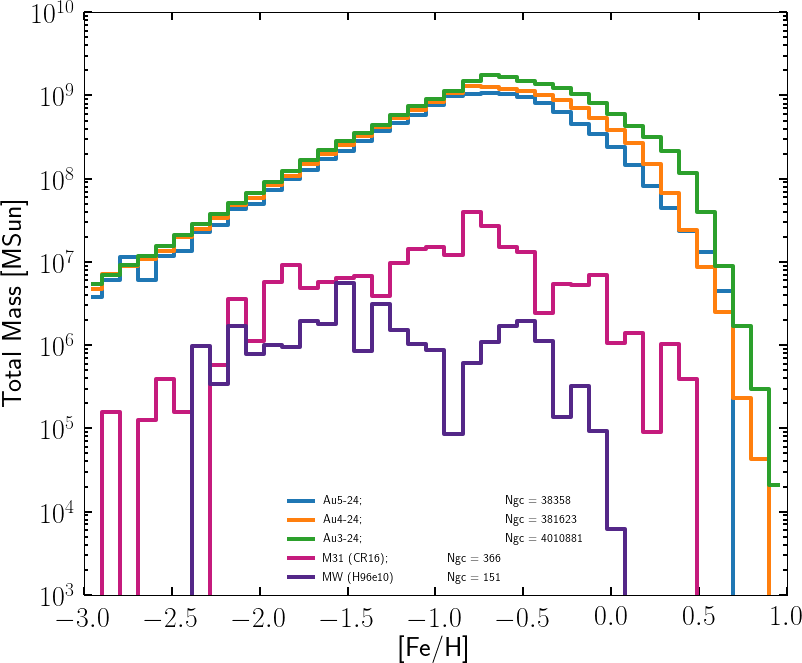 10^10
10^9
10^8
10^7
10^6
10^5
10^4
10^3
Total Mass [MSun]
Au5-24; Ngc = 38358
Au4-24; Ngc = 381623
Au3-24; Ngc = 4010881
M31 (CR16); Ngc = 366
MW (H96e10) Ngc = 151
−3.0 −2.5 −2.0 −1.5 −1.0 −0.5 0.0 0.5 1.0
[Fe/H]